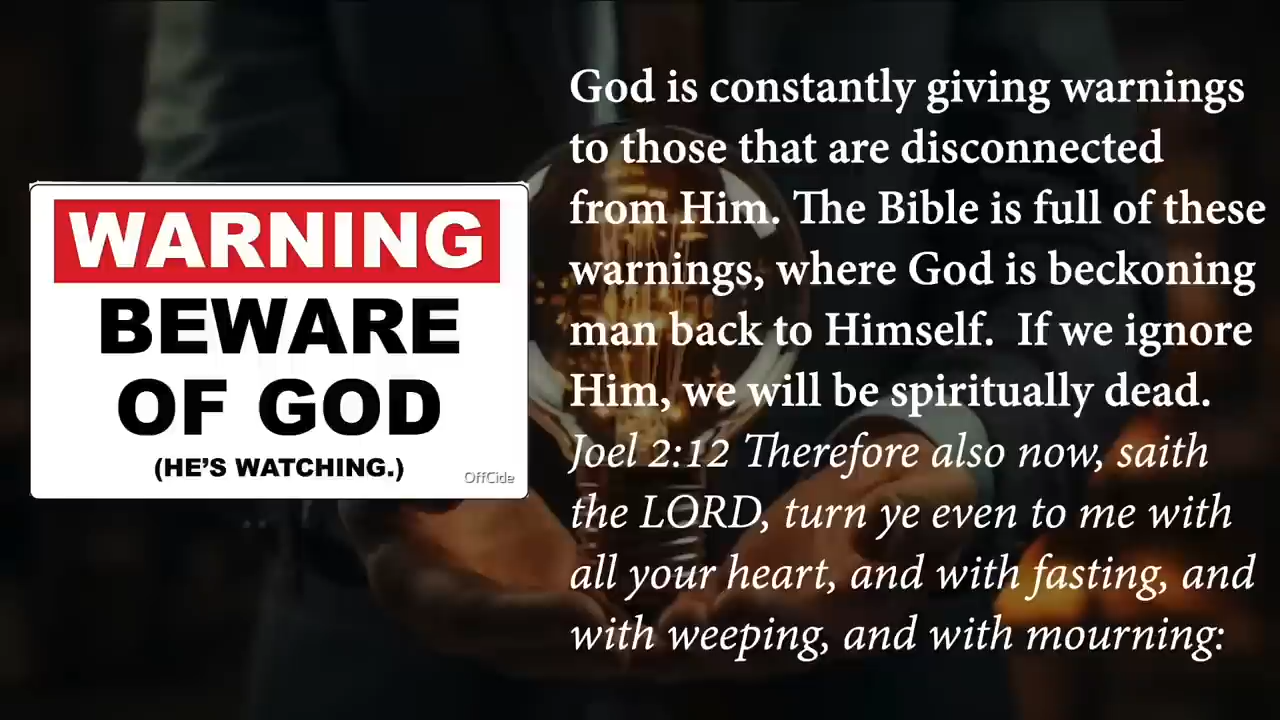 WARNING
BEWARE
OF GOD
(HE'S WATCHING.)
OffCide
God is constantly giving warnings
to those that are disconnected
from Him. The Bible is full of these
warnings, where God is beckoning
man back to Himself.  If we ignore
Him, we will be spiritually dead.
Joel 2:12 Therefore also now, saith
the LORD, turn ye even to me with
all your heart, and with fasting, and
with weeping, and with mourning: